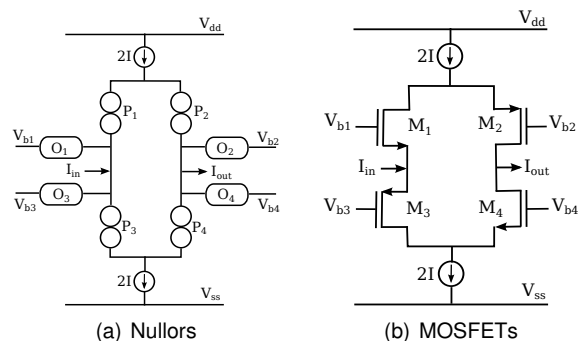 V_dd
2I
P_1
P_2
V_b1
O_1
O_2
V_b2
I_in
I_out
V_b3
O_3
O_4
V_b4
P_3
P_4
2I
V_ss
(a) Nullors
V_dd
2I
V_b1
M_1
M_2
V_b2
I_in
I_out
V_b3
M_3
M_4
V_b4
2I
V_ss
(b) MOSFETs